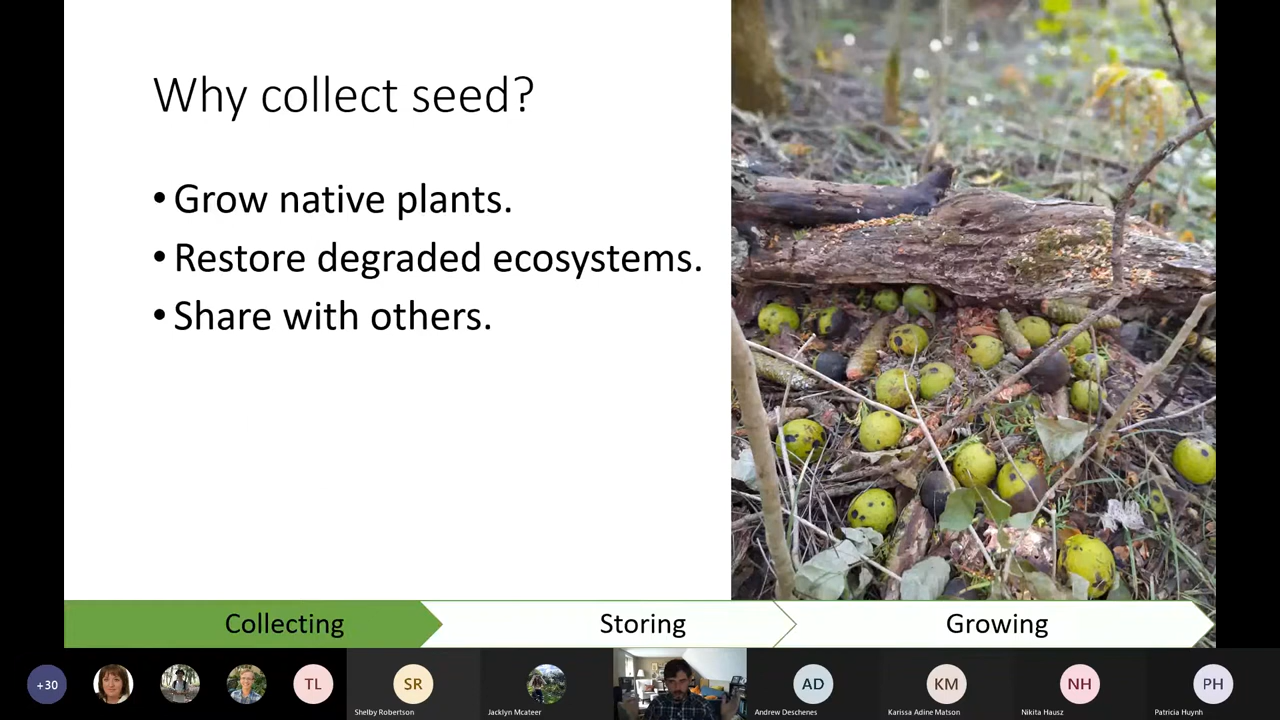 Why collect seed?
• Grow native plants.
• Restore degraded ecosystems.
• Share with others.
Collecting
Storing
Growing
+30
TL
SR
Shelby Robertson
Jacklyn Mcateer
AD
Andrew Deschenes
KM
Karissa Adine Matson
NH
Nikita Hausz
PH
Patricia Huynh